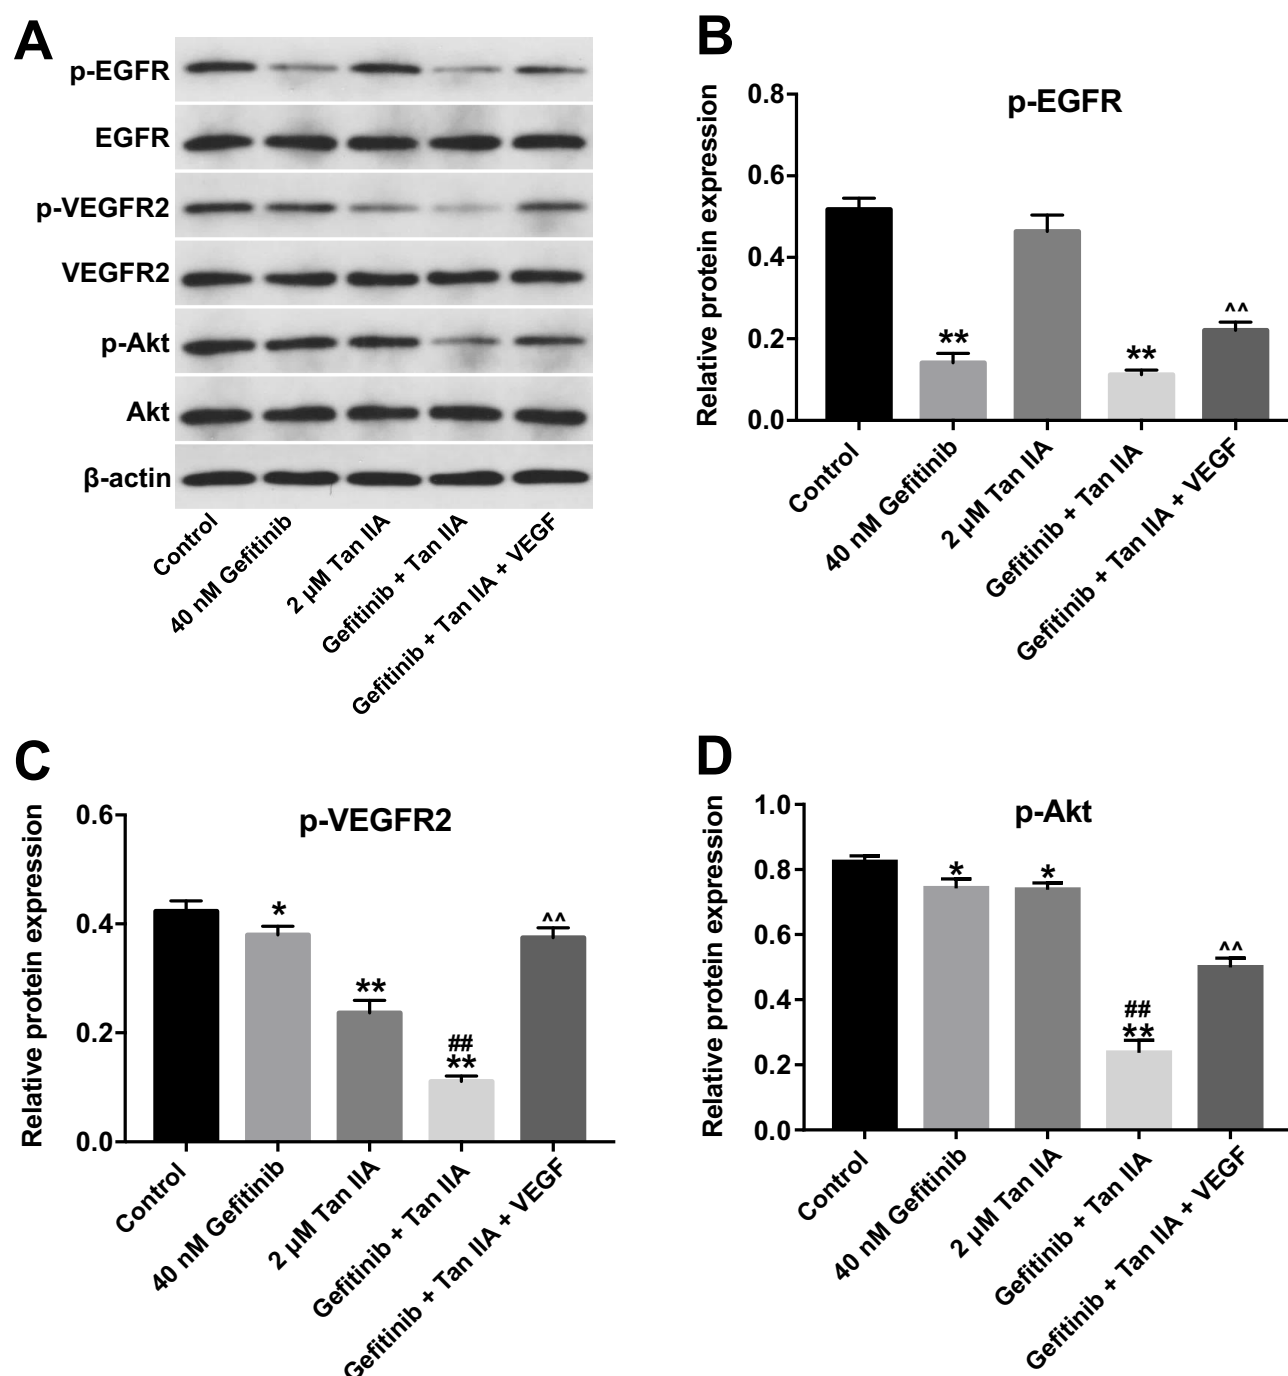 A
p-EGFR
EGFR
p-VEGFR2
VEGFR2
p-Akt
Akt
β-actin
Control
40 nM Gefitinib
2 μM Tan IIA
Gefitinib + Tan IIA
Gefitinib + Tan IIA + VEGF
B
p-EGFR
Relative protein expression
0.8
0.6
0.4
0.2
0.0
**
**
^^
Control
40 nM Gefitinib
2 μM Tan IIA
Gefitinib + Tan IIA
Gefitinib + Tan IIA + VEGF
C
p-VEGFR2
Relative protein expression
0.6
0.4
0.2
0.0
*
**
##
**
^^
Control
40 nM Gefitinib
2 μM Tan IIA
Gefitinib + Tan IIA
Gefitinib + Tan IIA + VEGF
D
p-Akt
Relative protein expression
1.0
0.8
0.6
0.4
0.2
0.0
*
*
##
**
^^
Control
40 nM Gefitinib
2 μM Tan IIA
Gefitinib + Tan IIA
Gefitinib + Tan IIA + VEGF